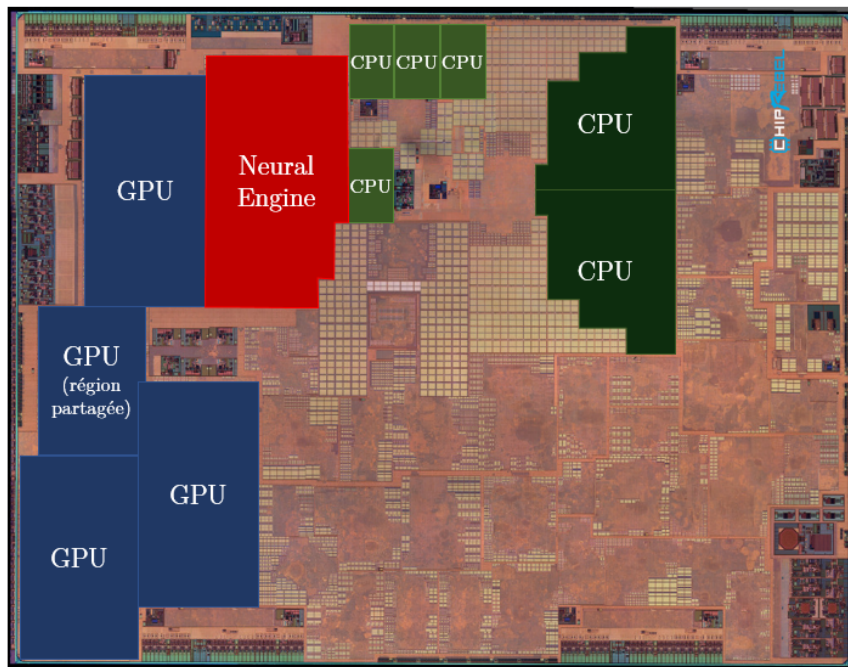 CPU
CPU
CPU
CPU
CHIPREBEL
GPU
Neural
Engine
CPU
CPU
GPU
(région
partagée)
GPU
GPU